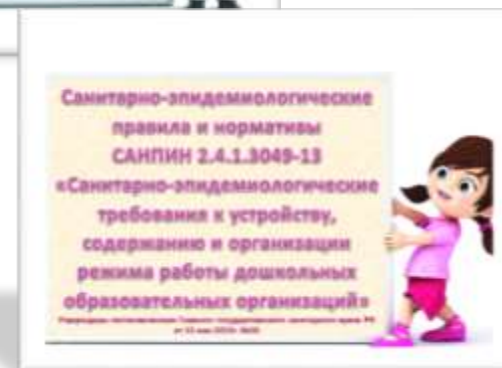 Санитарно-эпидемиологические
правила и нормативы
САНПИН 2.4.1.3049-13
«Санитарно-эпидемиологические
требования к устройству,
содержанию и организации
режима работы дошкольных
образовательных организаций»